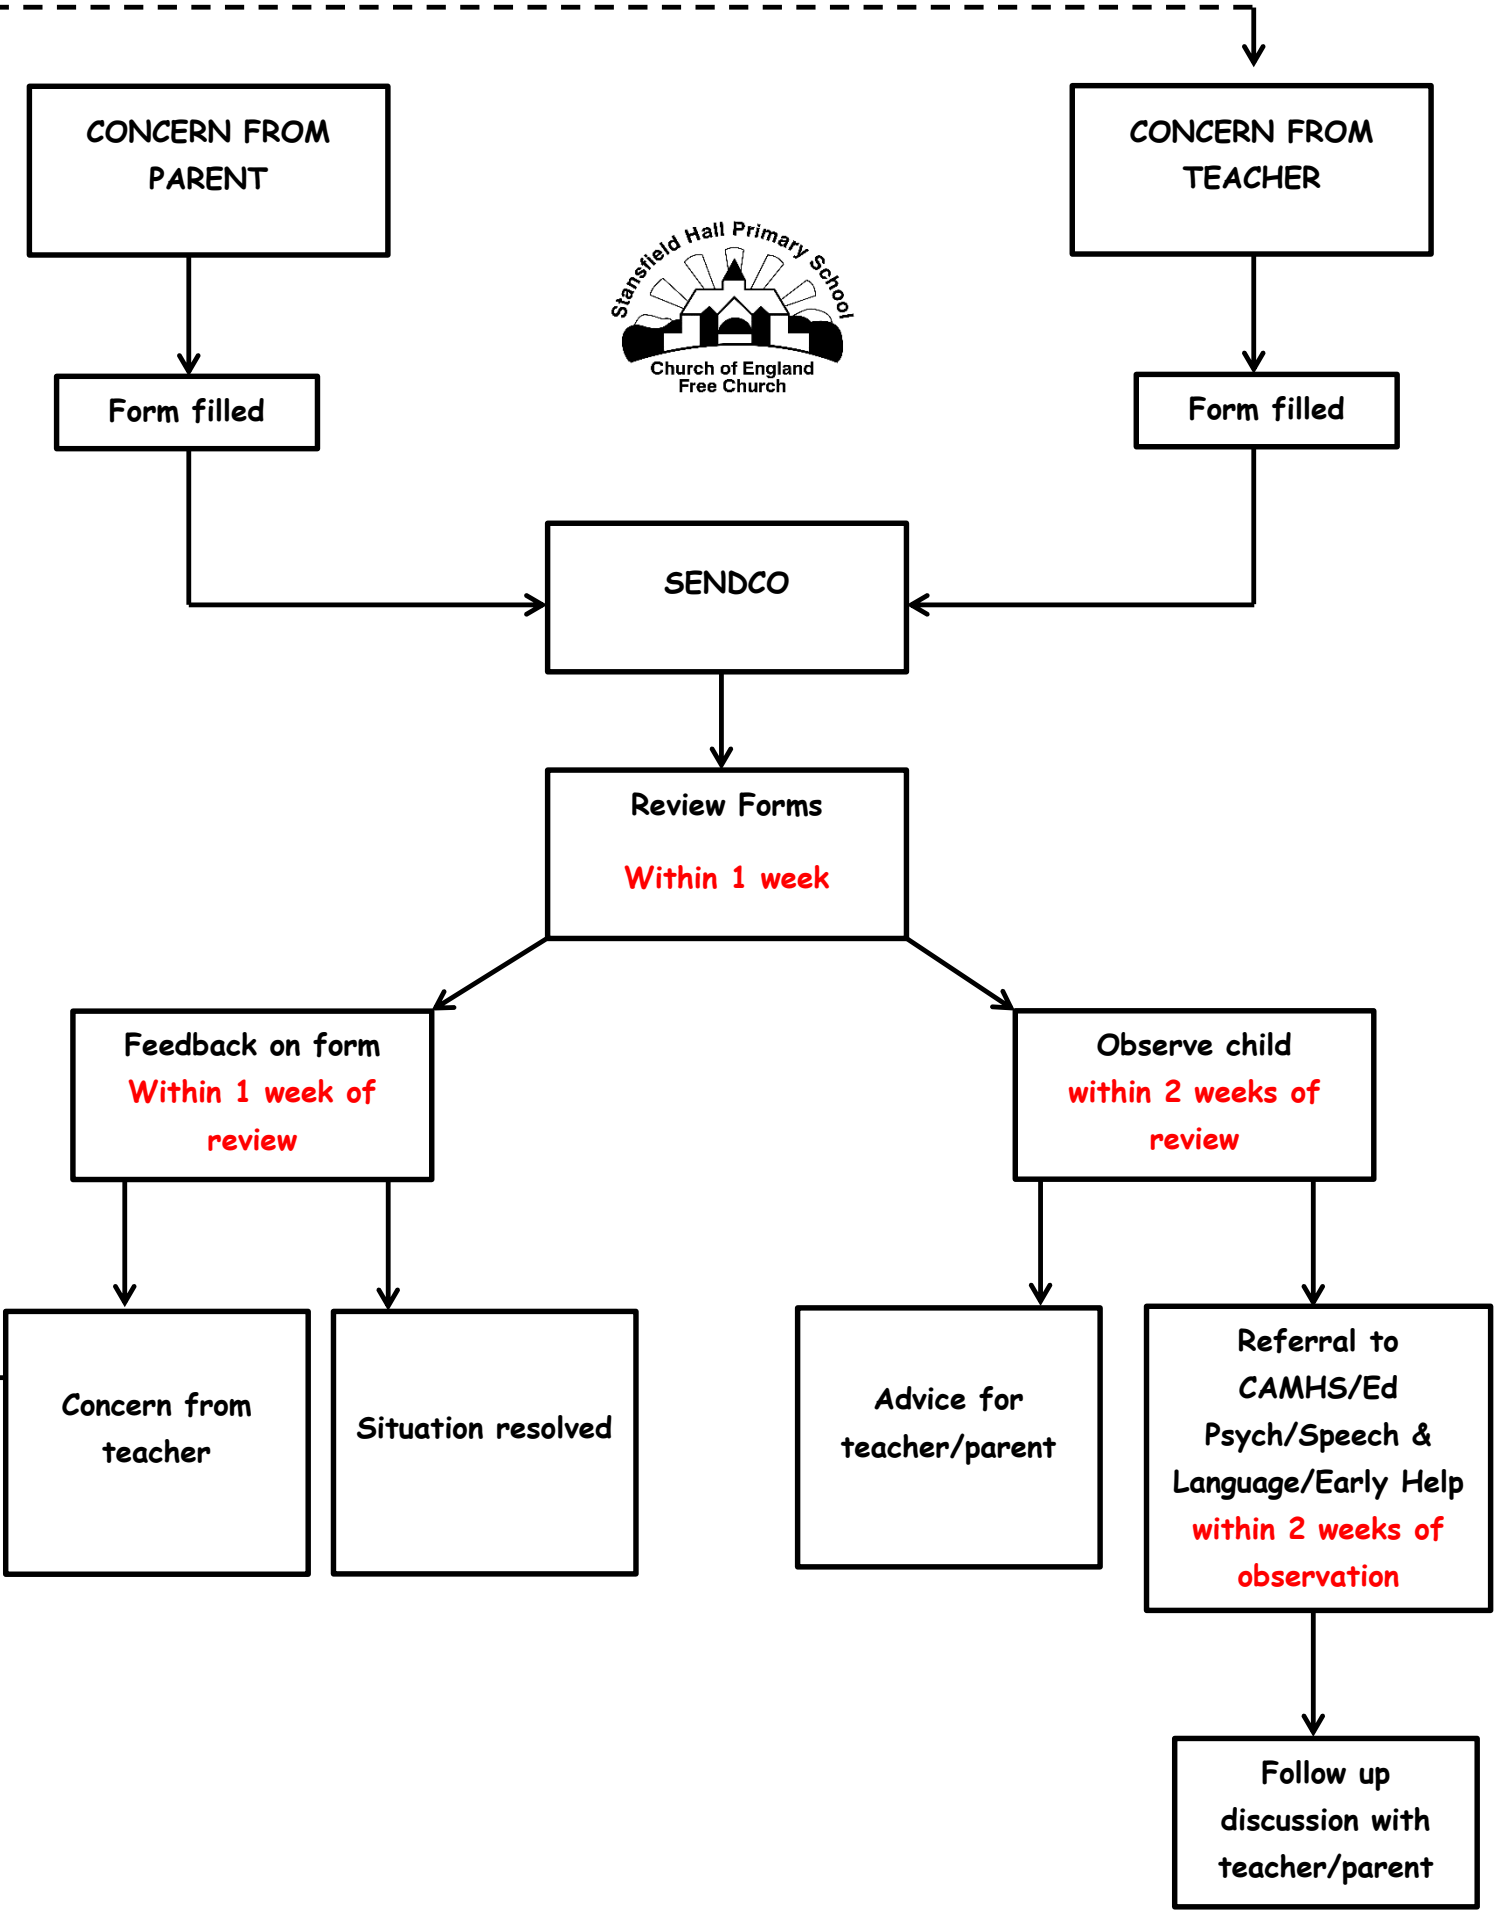 CONCERN FROM
PARENT
CONCERN FROM
TEACHER
Stansfield Hall Primary School
Church of England
Free Church
Form filled
Form filled
SENDCO
Review Forms
Within 1 week
Feedback on form
Within 1 week of
review
Observe child
within 2 weeks of
review
Concern from
teacher
Situation resolved
Advice for
teacher/parent
Referral to
CAMHS/Ed
Psych/Speech &
Language/Early Help
within 2 weeks of
observation
Follow up
discussion with
teacher/parent